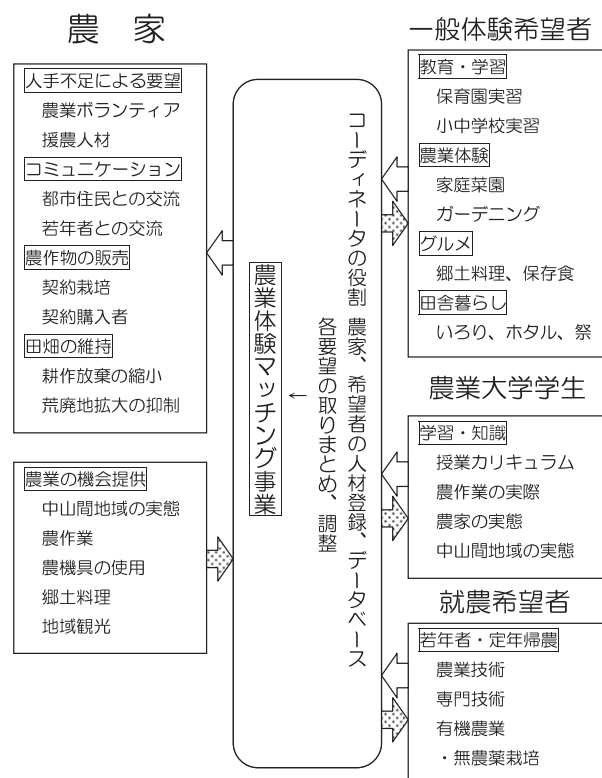 農　家
人手不足による要望
農業ボランティア
援農人材
コミュニケーション
都市住民との交流
若年者との交流
農作物の販売
契約栽培
契約購入者
田畑の維持
耕作放棄の縮小
荒廃地拡大の抑制
農業の機会提供
中山間地域の実態
農作業
農機具の使用
郷土料理
地域観光
コーディネータの役割　農家、希望者の人材登録、データベース
各要望の取りまとめ、調整
↓
農業体験マッチング事業
一般体験希望者
教育・学習
保育園実習
小中学校実習
農業体験
家庭菜園
ガーデニング
グルメ
郷土料理、保存食
田舎暮らし
いろり、ホタル、祭
農業大学学生
学習・知識
授業カリキュラム
農作業の実際
農家の実態
中山間地域の実態
就農希望者
若年者・定年帰農
農業技術
専門技術
有機農業
・無農薬栽培